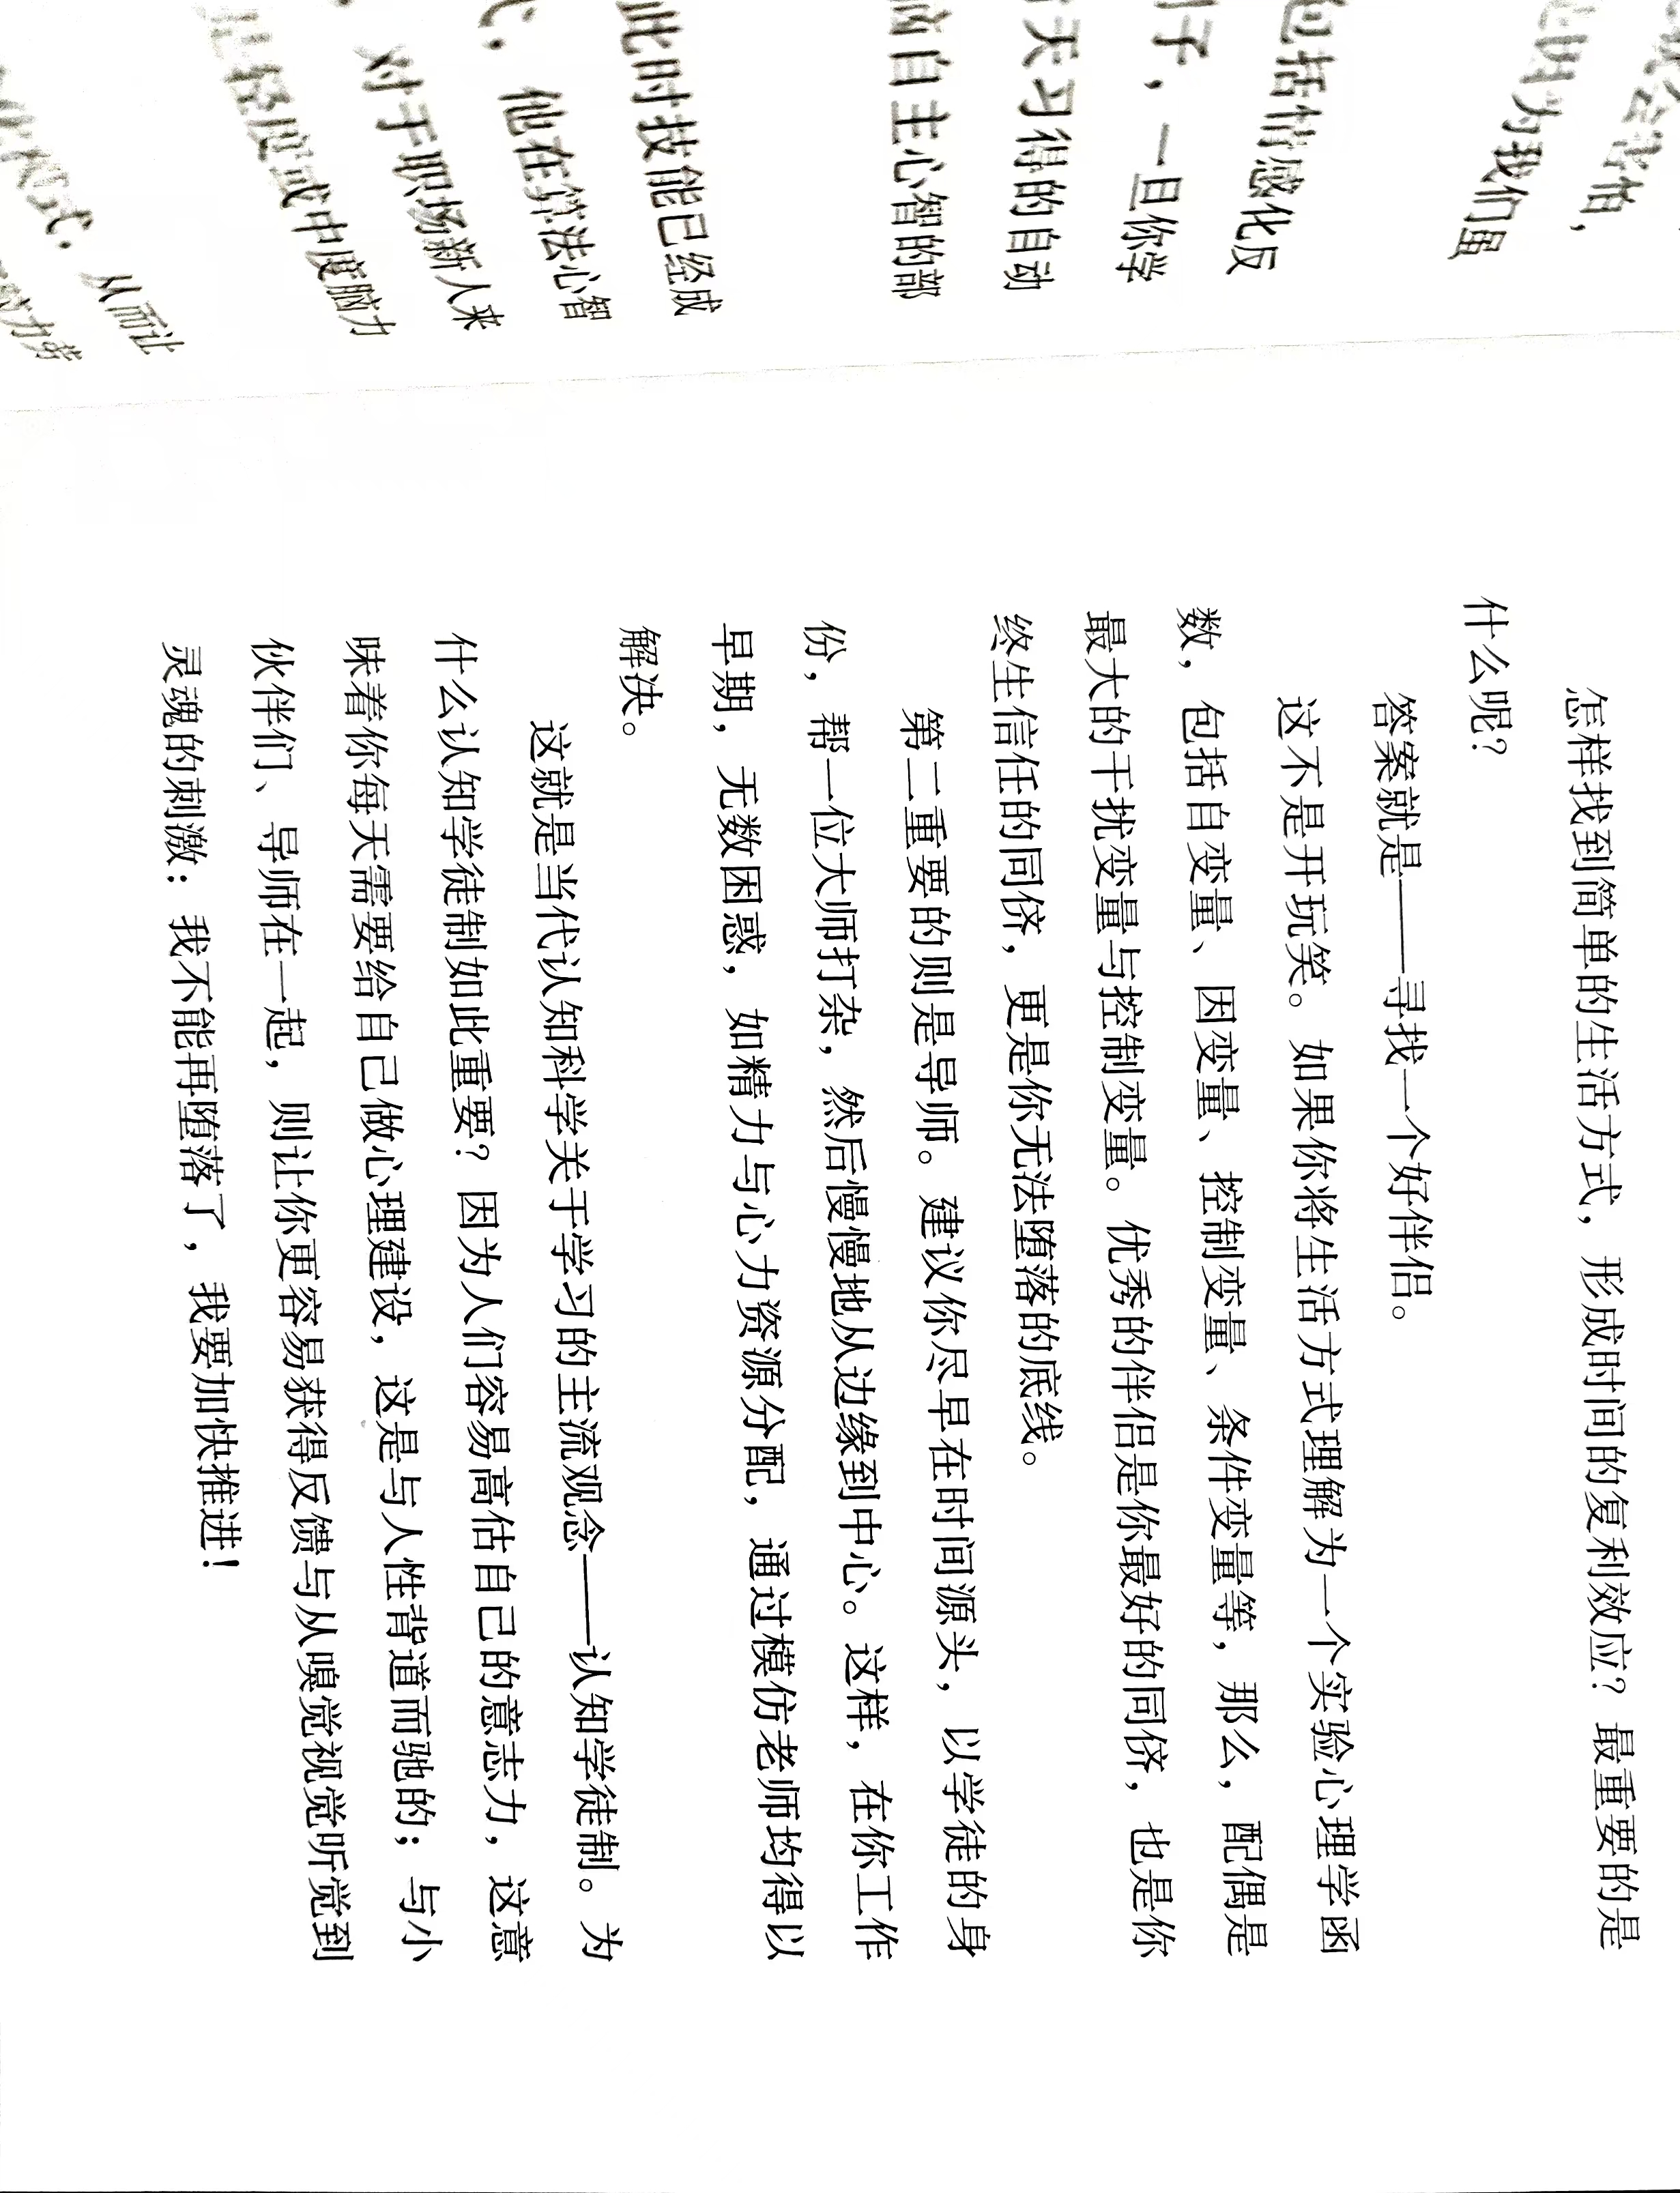 会害怕，
因为我们虽
包括情感化反
子，一旦你学
天习得的自动
自主心智的部
此时技能已经成
他在算法心智
对于职场新人来
轻度或中度脑力
式，从而让
力劳
怎样找到简单的生活方式，形成时间的复利效应？最重要的是
什么呢？
答案就是——寻找一个好伴侣。
这不是开玩笑。如果你将生活方式理解为一个实验心理学函
数，包括自变量、因变量、控制变量、条件变量等，那么，配偶是
最大的干扰变量与控制变量。优秀的伴侣是你最好的同侪，也是你
终生信任的同侪，更是你无法堕落的底线。
第二重要的则是导师。建议你尽早在时间源头，以学徒的身
份，帮一位大师打杂，然后慢慢地从边缘到中心。这样，在你工作
早期，无数困惑，如精力与心力资源分配，通过模仿老师均得以
解决。
这就是当代认知科学关于学习的主流观念——认知学徒制。为
什么认知学徒制如此重要？因为人们容易高估自己的意志力，这意
味着你每天需要给自己做心理建设，这是与人性背道而驰的；与小
伙伴们、导师在一起，则让你更容易获得反馈与从嗅觉视觉听觉到
灵魂的刺激：我不能再堕落了，我要加快推进！